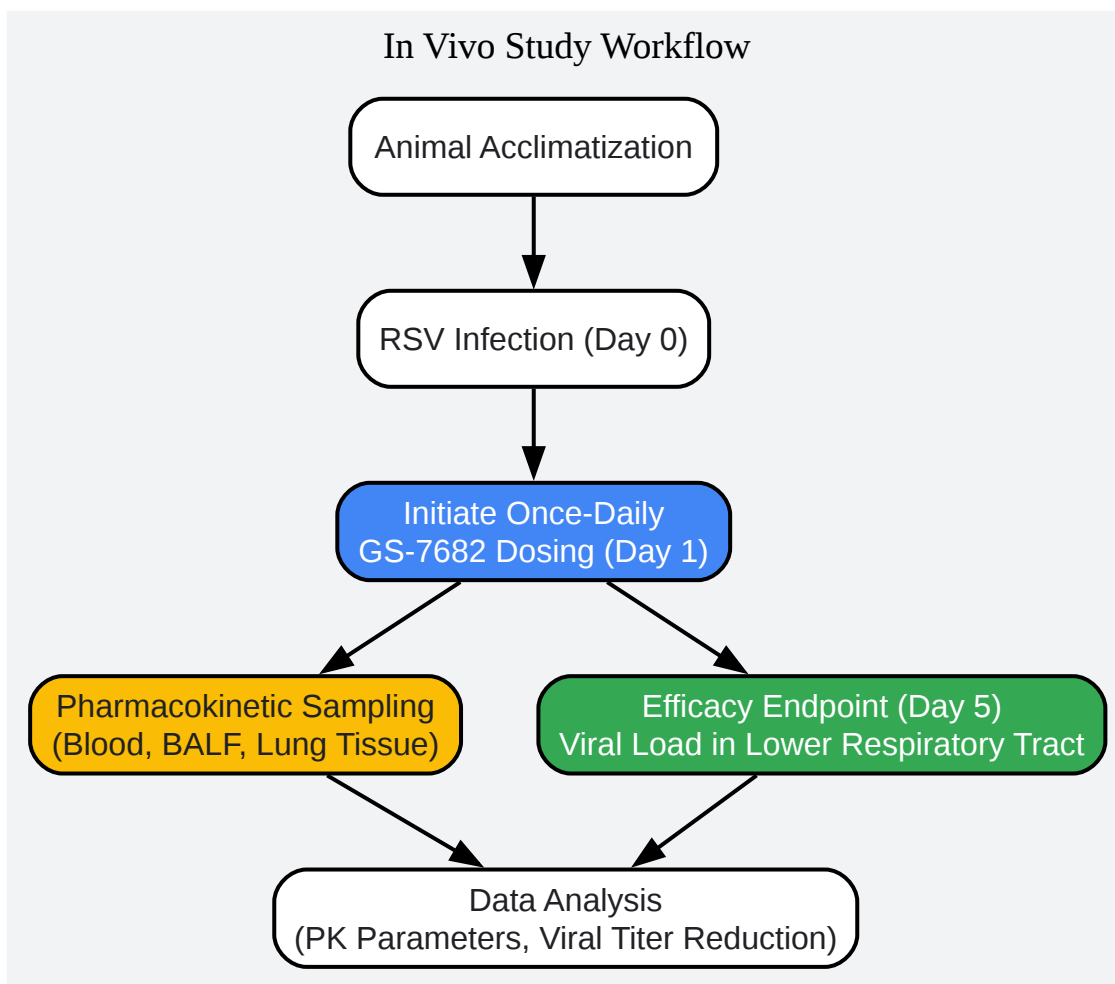 In Vivo Study Workflow
Animal Acclimatization
RSV Infection (Day 0)
Initiate Once-Daily
GS-7682 Dosing (Day 1)
Pharmacokinetic Sampling
(Blood, BALF, Lung Tissue)
Efficacy Endpoint (Day 5)
Viral Load in Lower Respiratory Tract
Data Analysis
(PK Parameters, Viral Titer Reduction)